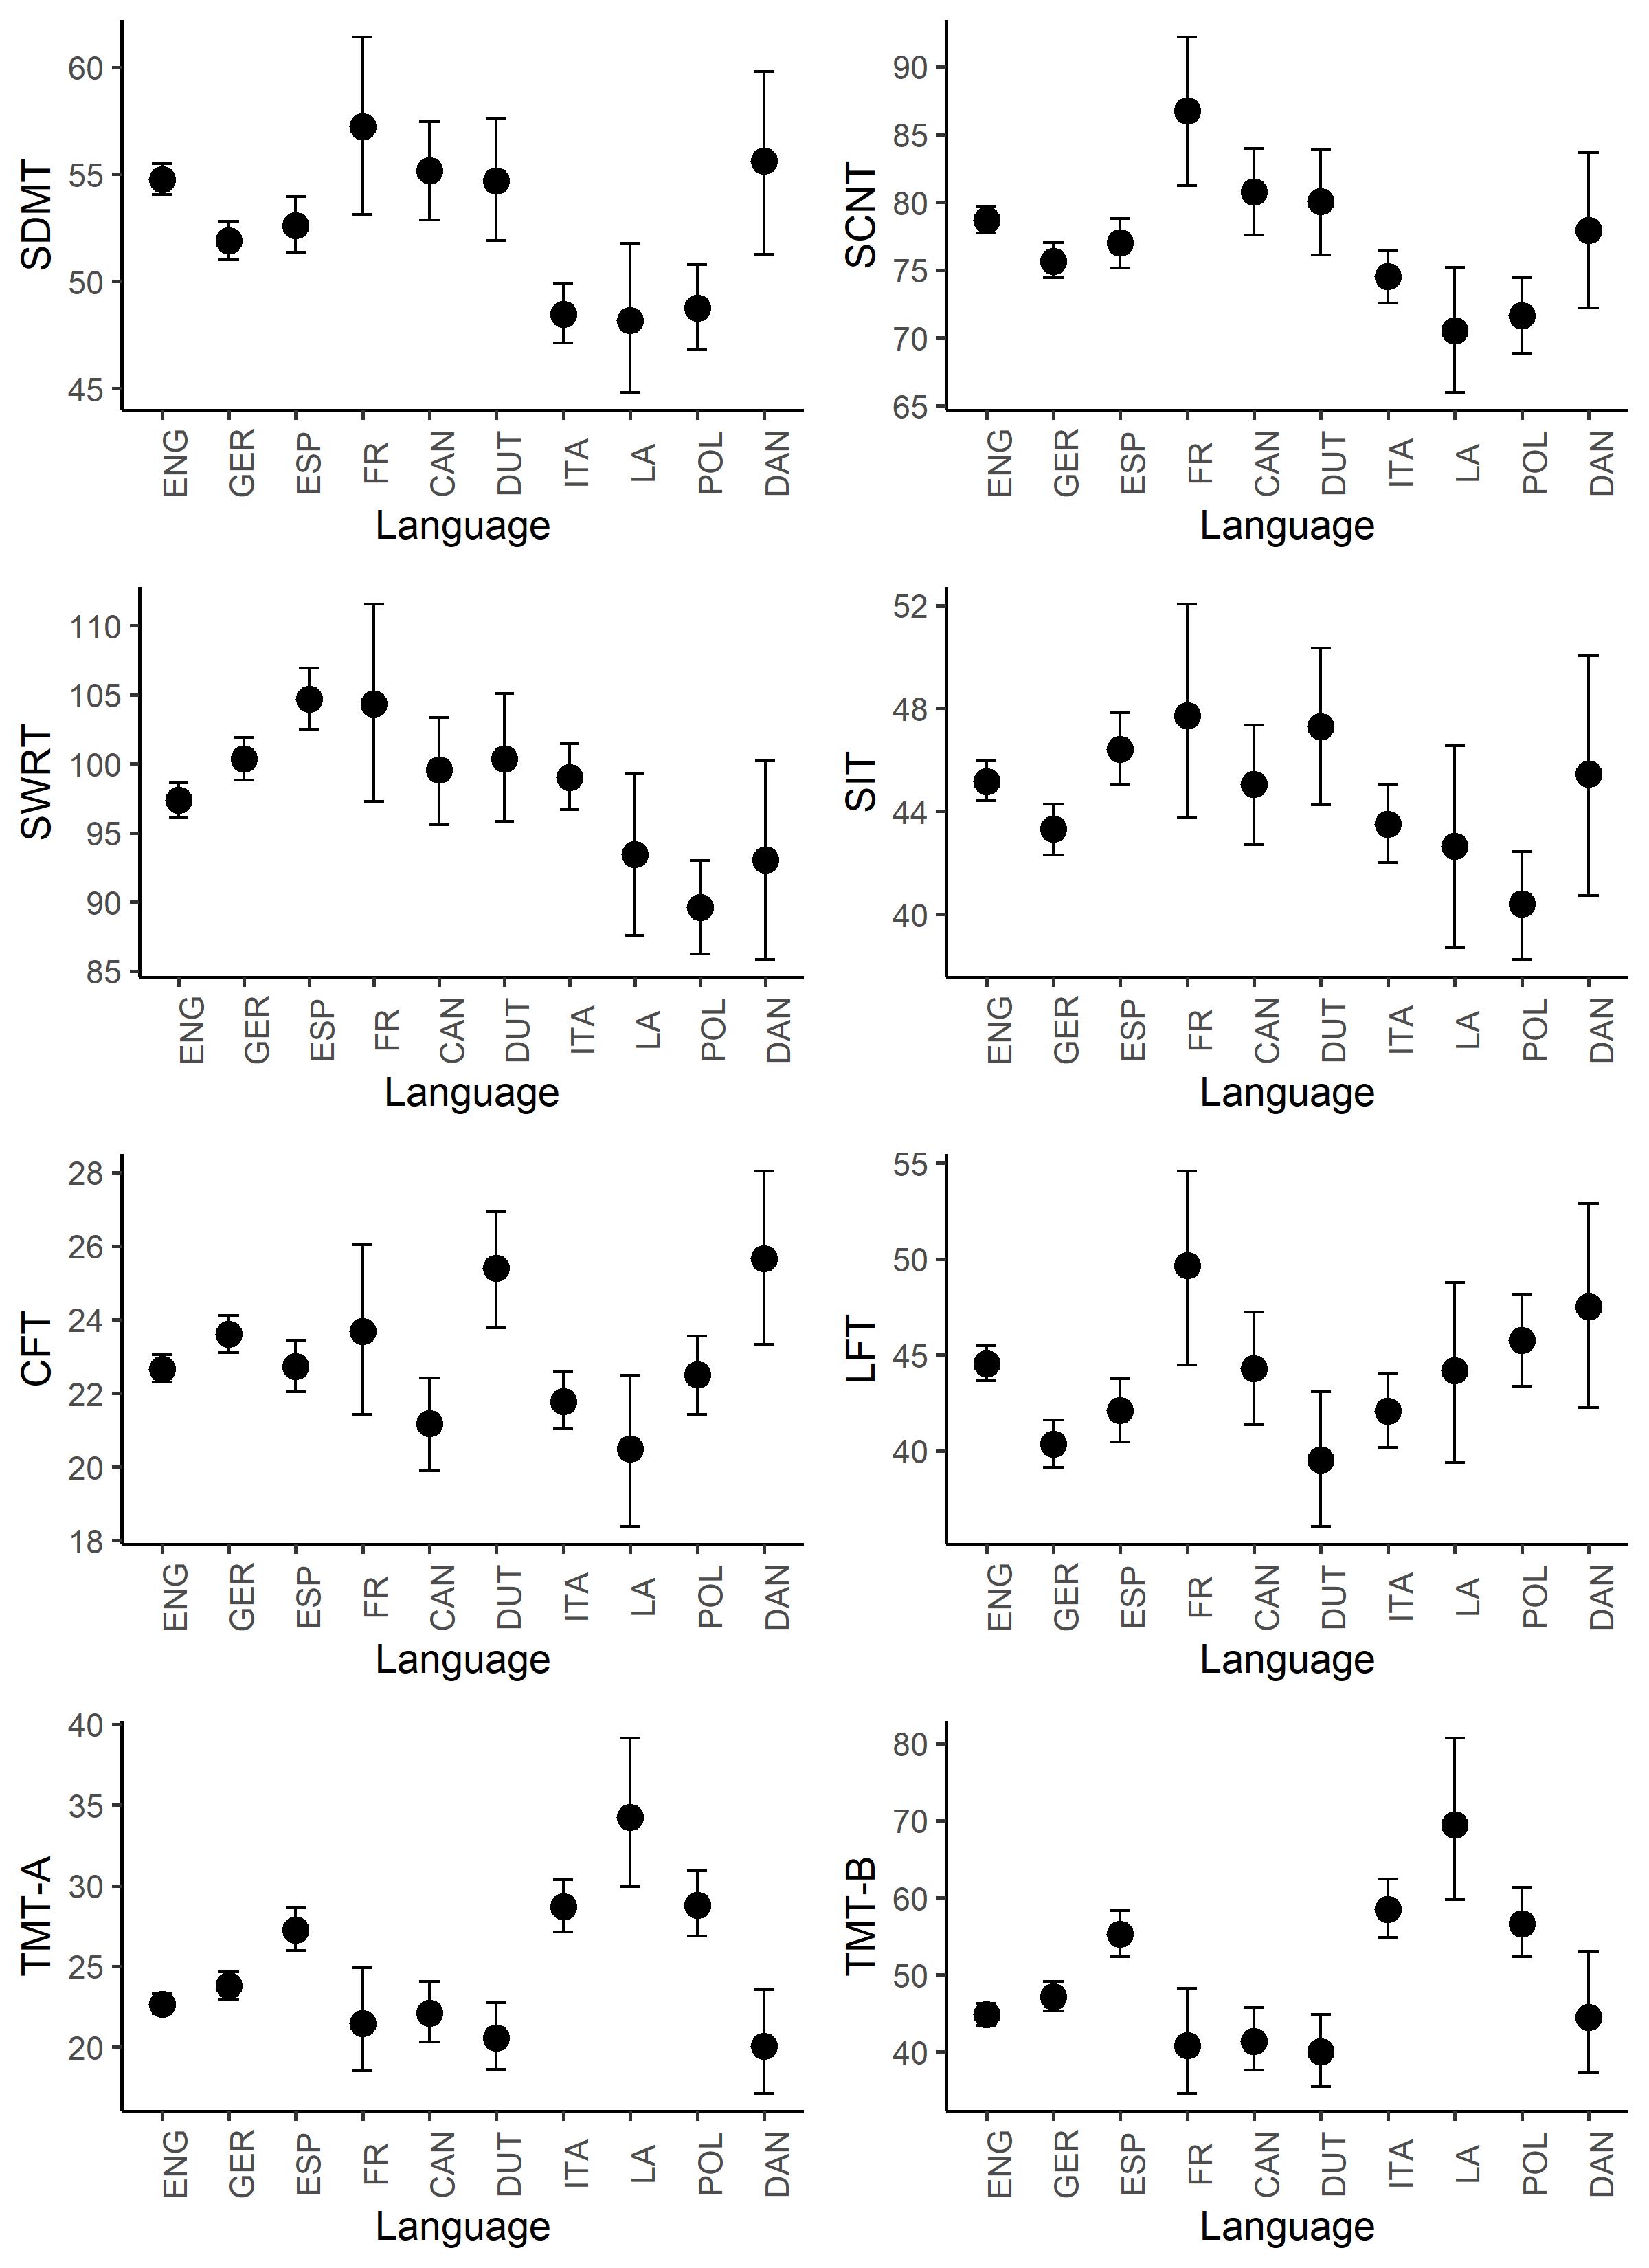 SDMT
60
55
50
45
ENG GER ESP FR CAN DUT ITA LA POL DAN
Language
SCNT
90
85
80
75
70
65
ENG GER ESP FR CAN DUT ITA LA POL DAN
Language
SWRT
110
105
100
95
90
85
ENG GER ESP FR CAN DUT ITA LA POL DAN
Language
SIT
52
48
44
40
ENG GER ESP FR CAN DUT ITA LA POL DAN
Language
CFT
28
26
24
22
20
18
ENG GER ESP FR CAN DUT ITA LA POL DAN
Language
LFT
55
50
45
40
ENG GER ESP FR CAN DUT ITA LA POL DAN
Language
TMT-A
40
35
30
25
20
ENG GER ESP FR CAN DUT ITA LA POL DAN
Language
TMT-B
80
70
60
50
40
ENG GER ESP FR CAN DUT ITA LA POL DAN
Language